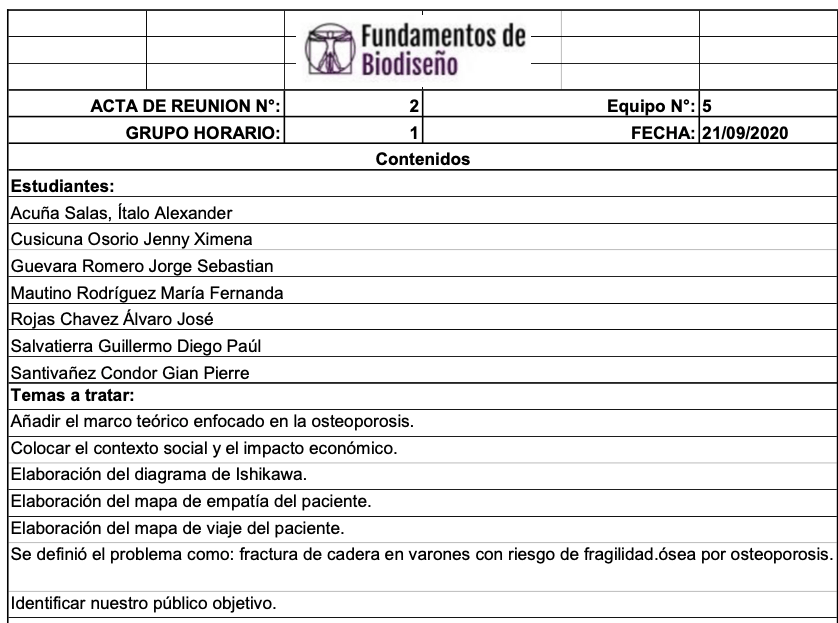 Fundamentos de
Biodiseño
ACTA DE REUNION N°: 2 Equipo N°: 5
GRUPO HORARIO: 1 FECHA: 21/09/2020
Contenidos
Estudiantes:
Acuña Salas, Ítalo Alexander
Cusicuna Osorio Jenny Ximena
Guevara Romero Jorge Sebastian
Mautino Rodríguez María Fernanda
Rojas Chavez Álvaro José
Salvatierra Guillermo Diego Paúl
Santivañez Condor Gian Pierre
Temas a tratar:
Añadir el marco teórico enfocado en la osteoporosis.
Colocar el contexto social y el impacto económico.
Elaboración del diagrama de Ishikawa.
Elaboración del mapa de empatía del paciente.
Elaboración del mapa de viaje del paciente.
Se definió el problema como: fractura de cadera en varones con riesgo de fragilidad.ósea por osteoporosis.
Identificar nuestro público objetivo.